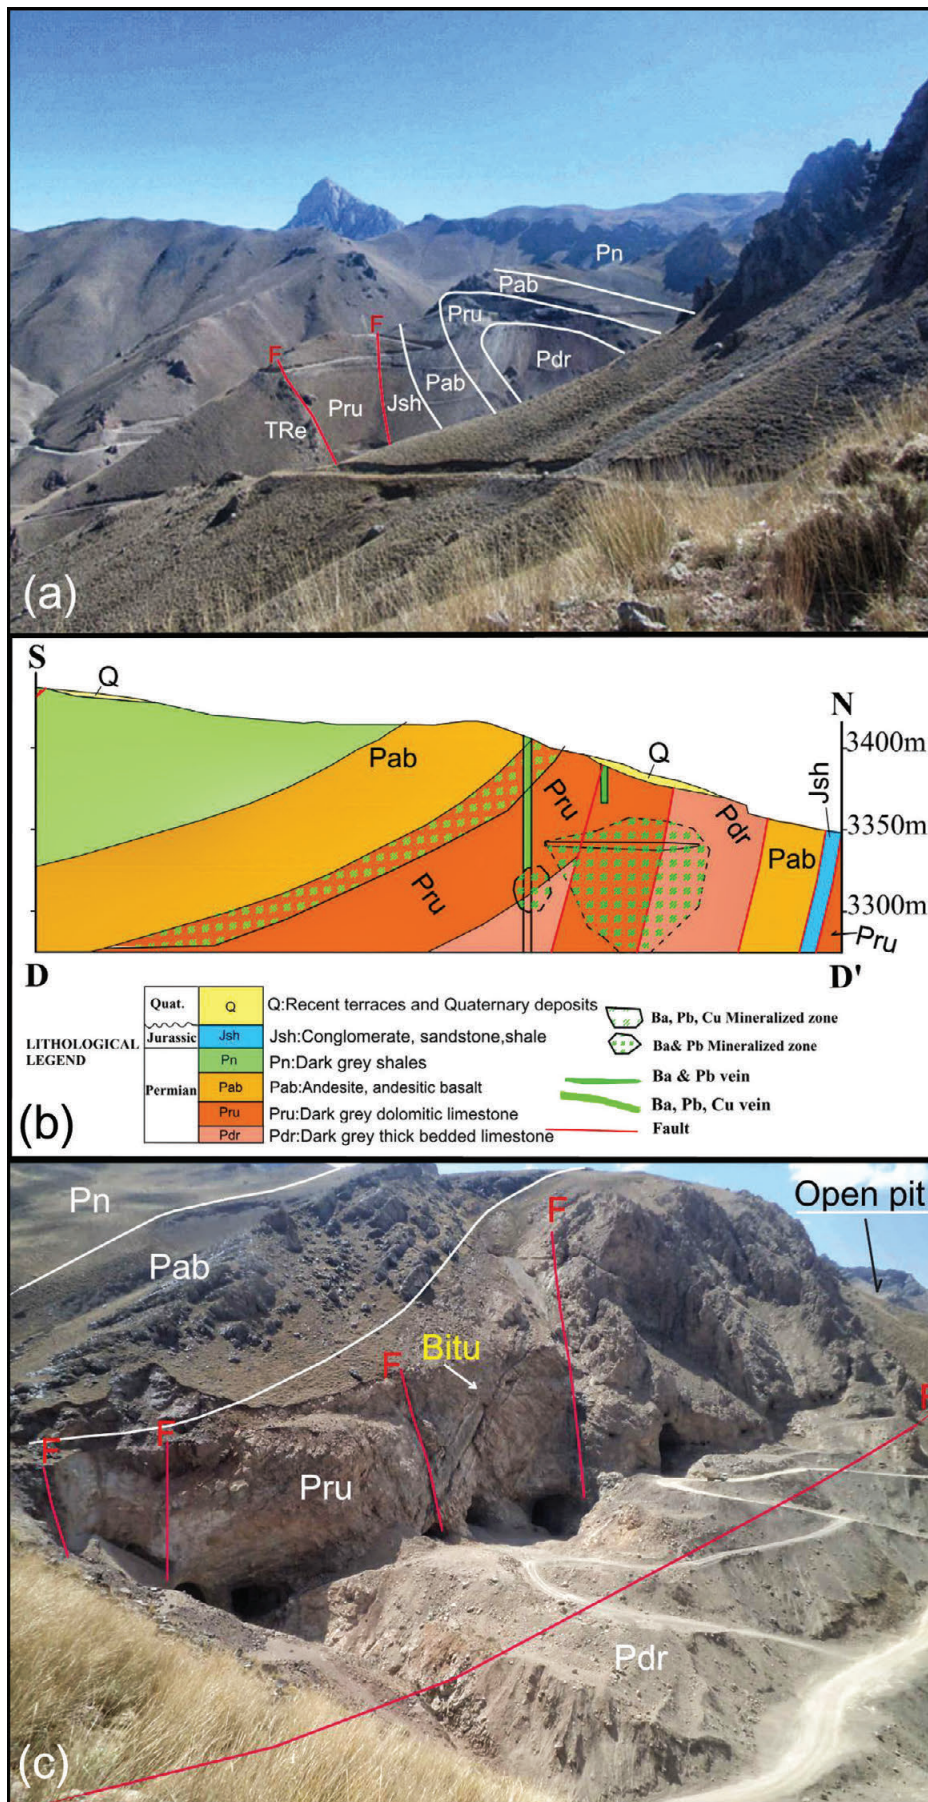 Pn
Pab
Pru
F
F
Pdr
Pab
Pru
Jsh
TRe
(a)
S
Q
N
3400m
Pab
Q
Jsh
Pru
Pdr
3350m
Pab
Pru
3300m
Pru
D
D'
LITHOLOGICAL
LEGEND
Quat.
Q
Q:Recent terraces and Quaternary deposits
Jurassic
Jsh
Jsh:Conglomerate, sandstone,shale
Permian
Pn
Pn:Dark grey shales
Pab
Pab:Andesite, andesitic basalt
Pru
Pru:Dark grey dolomitic limestone
Pdr
Pdr:Dark grey thick bedded limestone
Ba, Pb, Cu Mineralized zone
Ba& Pb Mineralized zone
Ba & Pb vein
Ba, Pb, Cu vein
Fault
(b)
Pn
Open pit
F
Pab
Bitu
F
F
F
F
Pru
Pdr
(c)